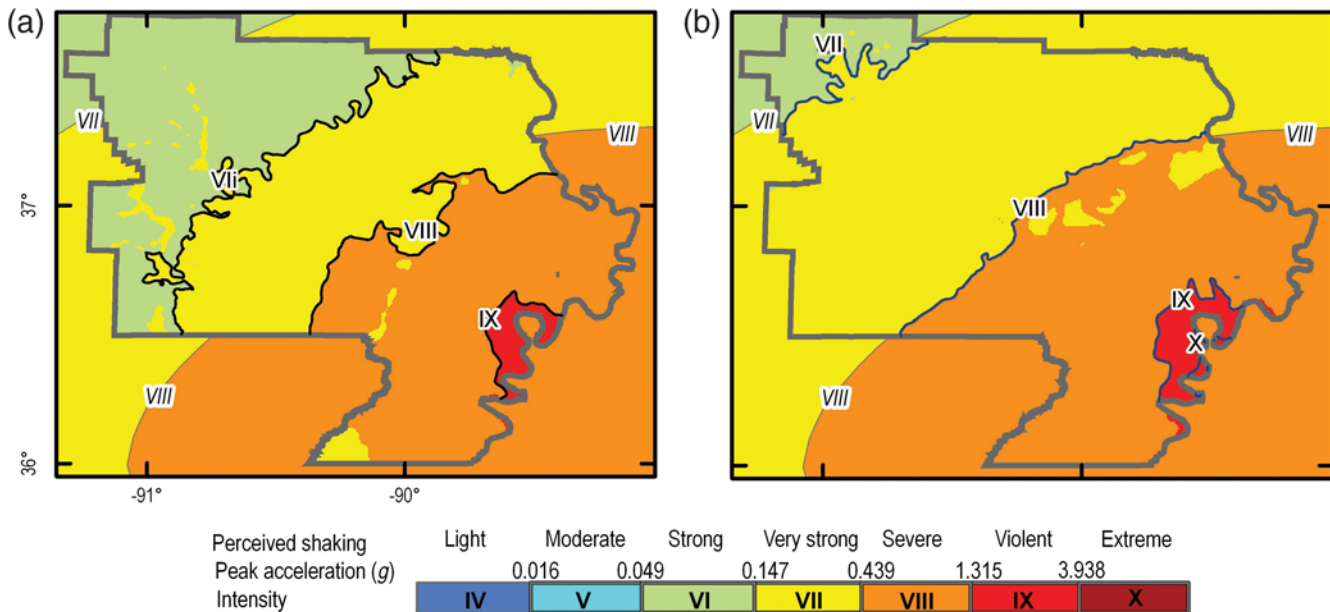 (a)
(b)
VII
VII
VII
VIi
VIII
VIII
VIII
37°
VIII
VIII
IX
IX
X
VIII
VIII
36°
-91°
-90°
Perceived shaking Light Moderate Strong Very strong Severe Violent Extreme
Peak acceleration (g) 0.016 0.049 0.147 0.439 1.315 3.938
Intensity IV V VI VII VIII IX X